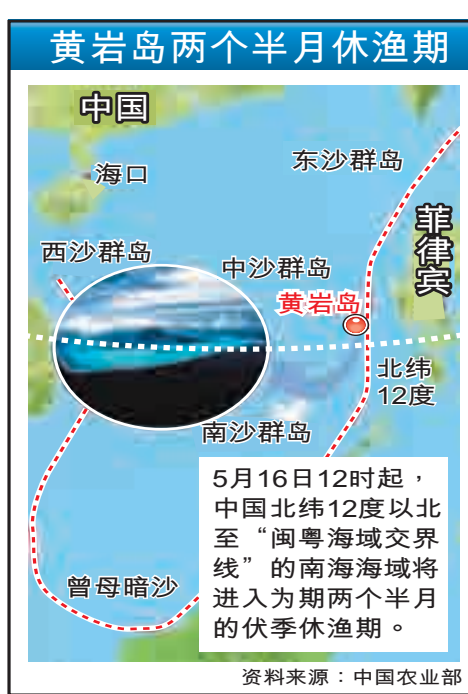 黄岩岛两个半月休渔期
中国
海口
东沙群岛
菲律宾
西沙群岛
中沙群岛
黄岩岛
北纬
12度
南沙群岛
5月16日12时起，
中国北纬12度以北
至“闽粤海域交界
线”的南海海域将
进入为期两个半月
的伏季休渔期。
曾母暗沙
资料来源：中国农业部